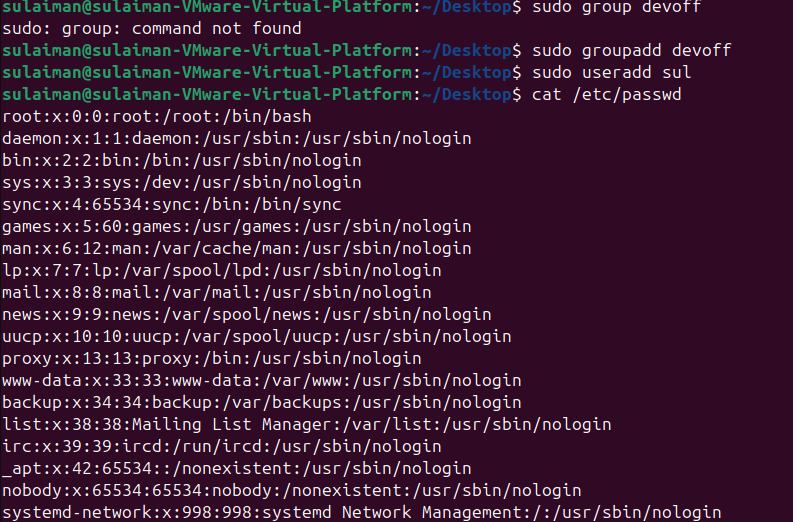 sulaiman@sulaiman-VMware-Virtual-Platform:~/Desktop$ sudo group devoff
sudo: group: command not found
sulaiman@sulaiman-VMware-Virtual-Platform:~/Desktop$ sudo groupadd devoff
sulaiman@sulaiman-VMware-Virtual-Platform:~/Desktop$ sudo useradd sul
sulaiman@sulaiman-VMware-Virtual-Platform:~/Desktop$ cat /etc/passwd
root:x:0:0:root:/root:/bin/bash
daemon:x:1:1:daemon:/usr/sbin:/usr/sbin/nologin
bin:x:2:2:bin:/bin:/usr/sbin/nologin
sys:x:3:3:sys:/dev:/usr/sbin/nologin
sync:x:4:65534:sync:/bin:/bin/sync
games:x:5:60:games:/usr/games:/usr/sbin/nologin
man:x:6:12:man:/var/cache/man:/usr/sbin/nologin
lp:x:7:7:lp:/var/spool/lpd:/usr/sbin/nologin
mail:x:8:8:mail:/var/mail:/usr/sbin/nologin
news:x:9:9:news:/var/spool/news:/usr/sbin/nologin
uucp:x:10:10:uucp:/var/spool/uucp:/usr/sbin/nologin
proxy:x:13:13:proxy:/bin:/usr/sbin/nologin
www-data:x:33:33:www-data:/var/www:/usr/sbin/nologin
backup:x:34:34:backup:/var/backups:/usr/sbin/nologin
list:x:38:38:Mailing List Manager:/var/list:/usr/sbin/nologin
irc:x:39:39:ircd:/run/ircd:/usr/sbin/nologin
_apt:x:42:65534::/nonexistent:/usr/sbin/nologin
nobody:x:65534:65534:nobody:/nonexistent:/usr/sbin/nologin
systemd-network:x:998:998:systemd Network Management:/:/usr/sbin/nologin